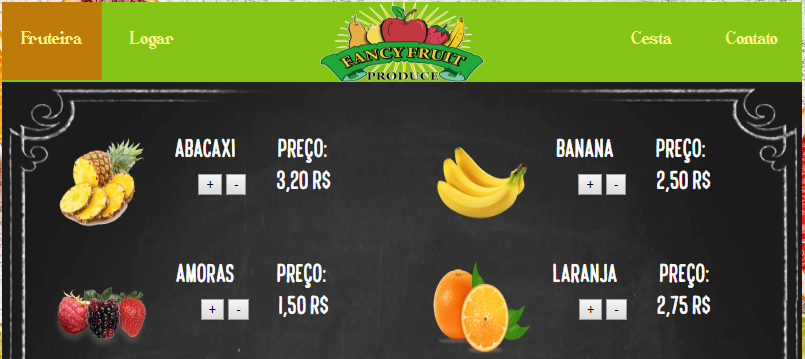 Fruteira
Logar
FANCY FRUIT
PRODUCE
Cesta
Contato
ABACAXI
PREÇO:
+ -
3,20 R$
BANANA
PREÇO:
+ -
2,50 R$
AMORAS
PREÇO:
+ -
1,50 R$
LARANJA
PREÇO:
+ -
2,75 R$